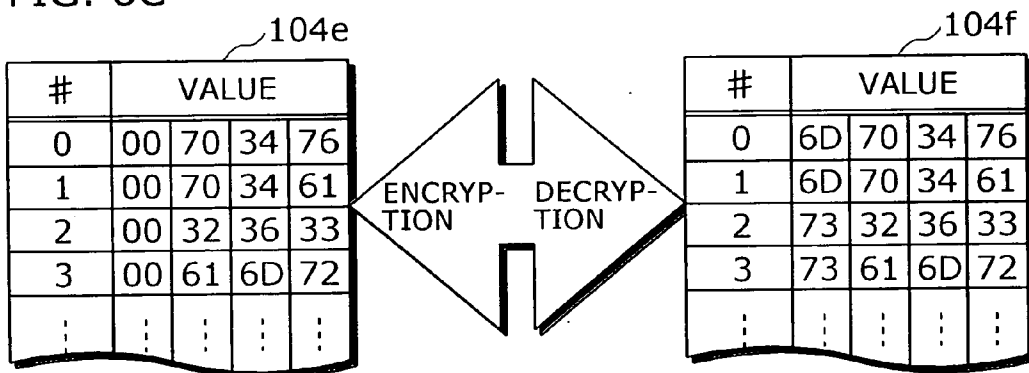 FIG. 6C
104e
# VALUE
0 00 70 34 76
1 00 70 34 61
2 00 32 36 33
3 00 61 6D 72
ENCRYP-
TION
DECRYP-
TION
104f
# VALUE
0 6D 70 34 76
1 6D 70 34 61
2 73 32 36 33
3 73 61 6D 72